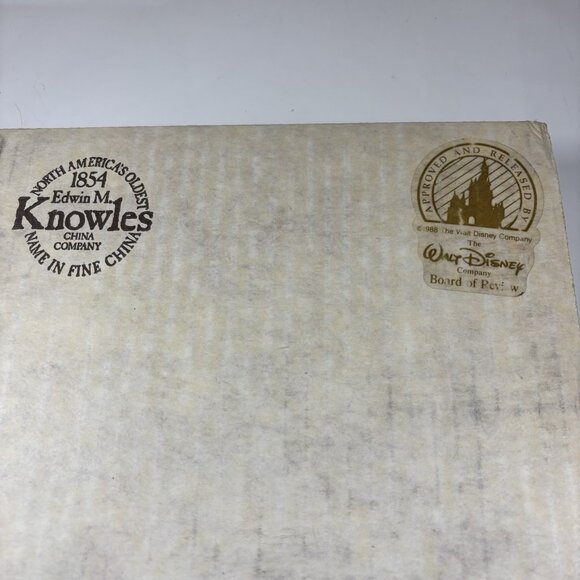 NORTH AMERICA'S OLDEST
1854
Edwin M.
Knowles
CHINA
COMPANY
NAME IN FINE CHINA
APPROVED AND RELEASED BY
1988 The Walt Disney Company
The
WALT DISNEY
Company
Board of Review